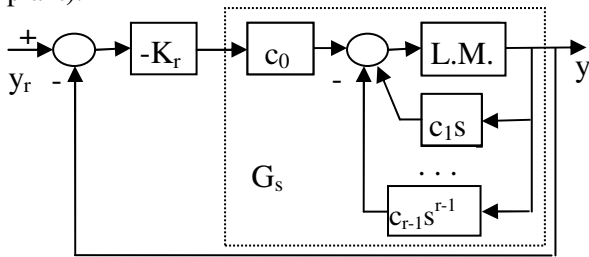 +
y_r
-
-K_r
c_0
-
L.M.
y
c_1s
. . .
G_s
c_{r-1}s^{r-1}